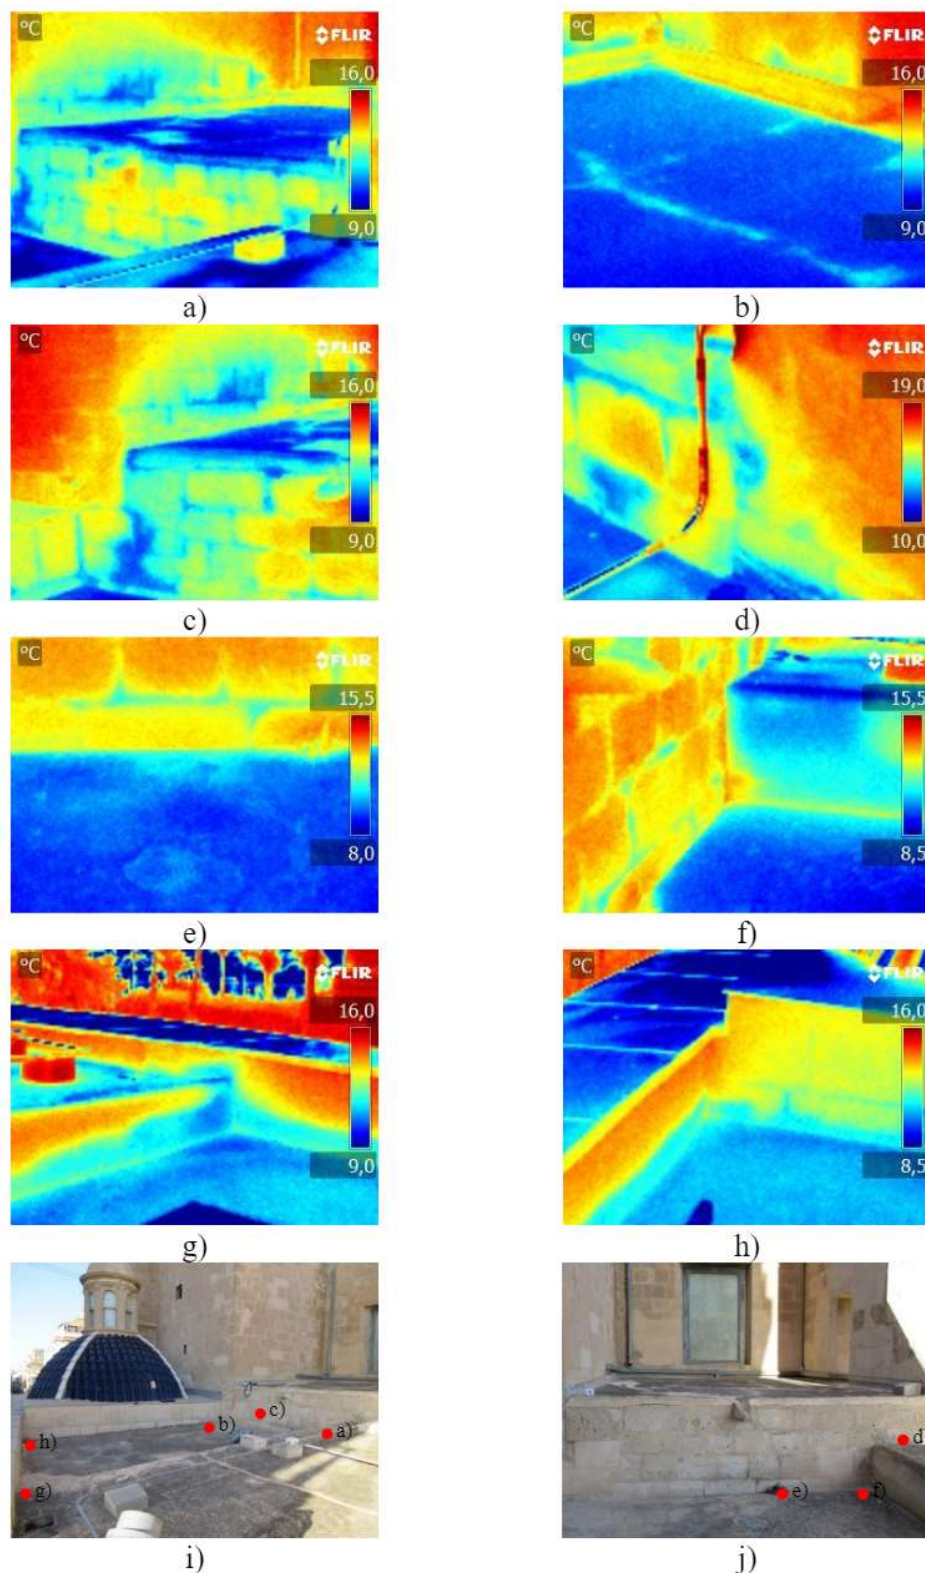 °C FLIR 16,0 9,0
a)
°C FLIR 16,0 9,0
b)
°C FLIR 16,0 9,0
c)
°C FLIR 19,0 10,0
d)
°C FLIR 15,5 8,0
e)
°C FLIR 15,5 8,5
f)
°C FLIR 16,0 9,0
g)
°C FLIR 16,0 8,5
h)
b) c) a) h) g)
i)
d) e) f)
j)